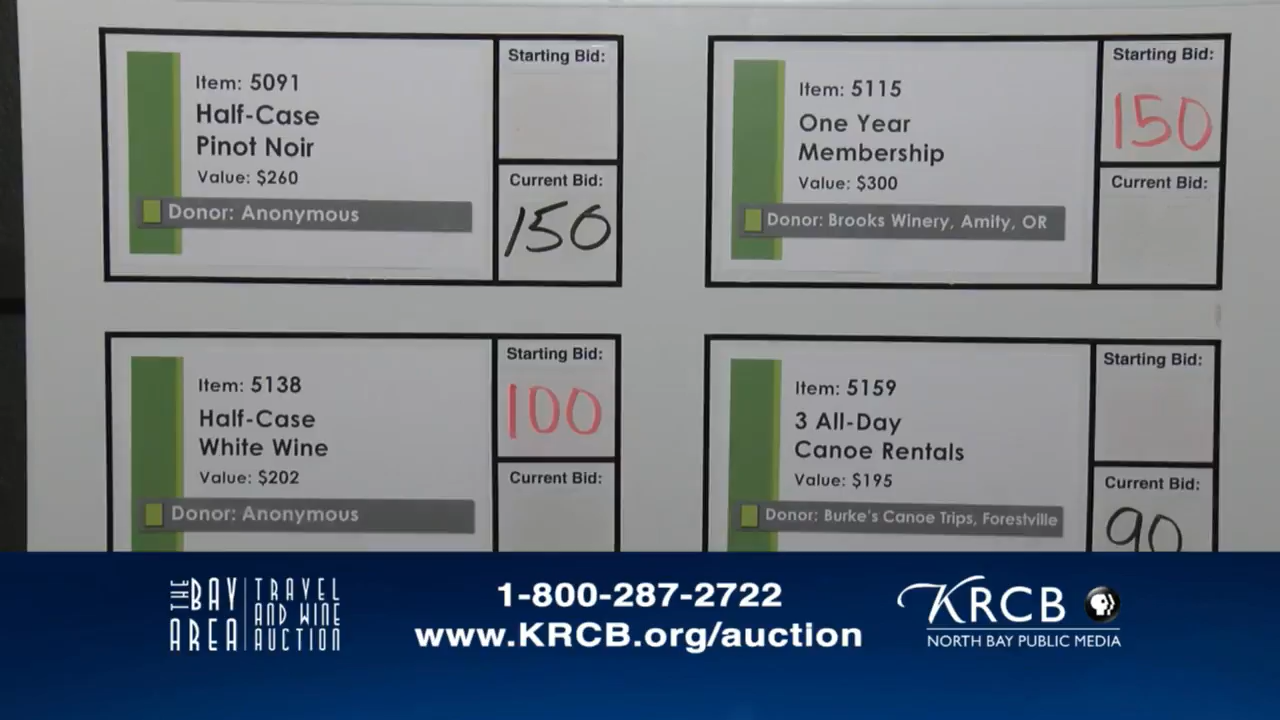 Item: 5091
Half-Case
Pinot Noir
Value: $260
Donor: Anonymous
Starting Bid:
Current Bid:
150
Item: 5115
One Year
Membership
Value: $300
Donor: Brooks Winery, Amity, OR
Starting Bid:
150
Current Bid:
Item: 5138
Half-Case
White Wine
Value: $202
Donor: Anonymous
Starting Bid:
100
Current Bid:
Item: 5159
3 All-Day
Canoe Rentals
Value: $195
Donor: Burke's Canoe Trips, Forestville
Starting Bid:
Current Bid:
90
THE BAY AREA
TRAVEL
AND WINE
AUCTION
1-800-287-2722
www.KRCB.org/auction
KRCB
NORTH BAY PUBLIC MEDIA